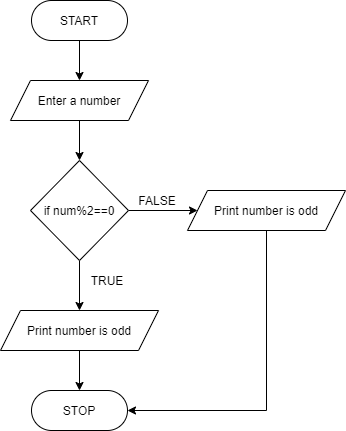 START
Enter a number
if num%2==0
FALSE
Print number is odd
TRUE
Print number is odd
STOP